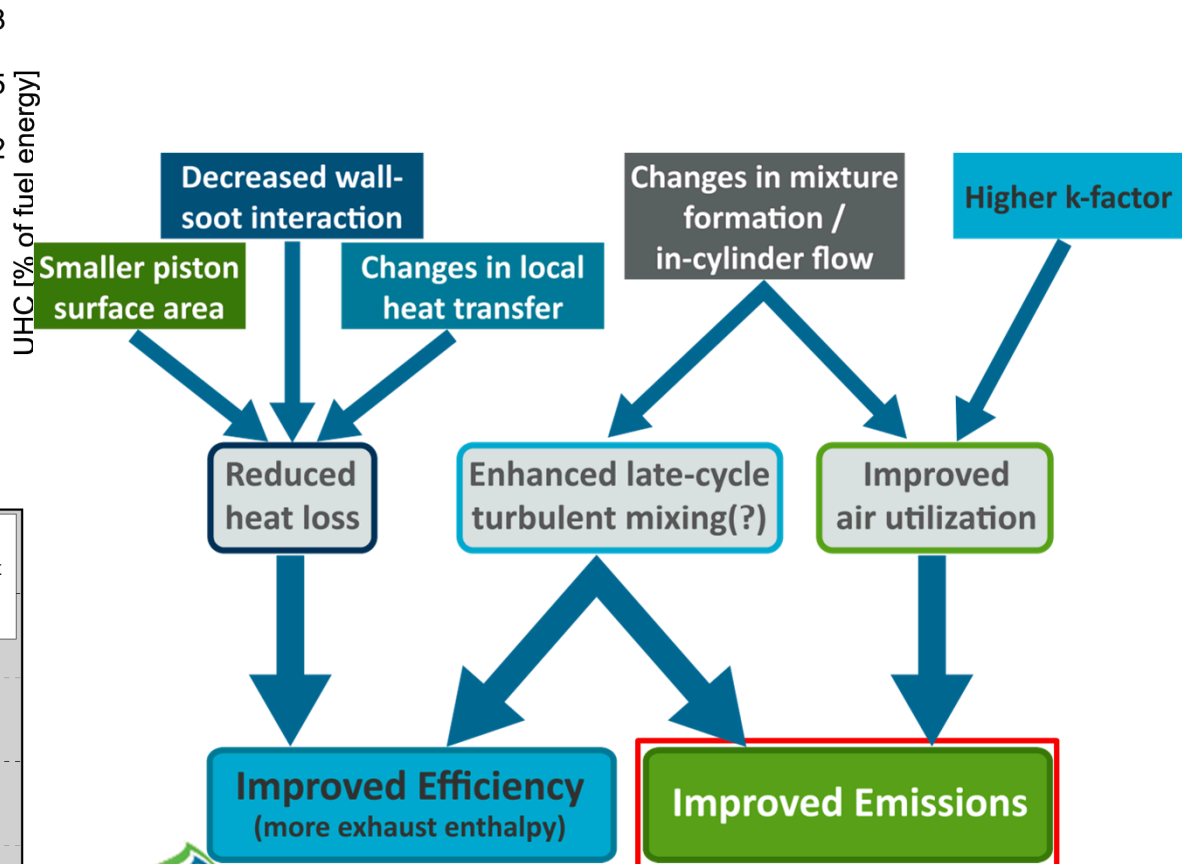 UHC [% of fuel energy]
Decreased wall-
soot interaction
Smaller piston
surface area
Changes in local
heat transfer
Changes in mixture
formation /
in-cylinder flow
Higher k-factor
Reduced
heat loss
Enhanced late-cycle
turbulent mixing(?)
Improved
air utilization
Improved Efficiency
(more exhaust enthalpy)
Improved Emissions